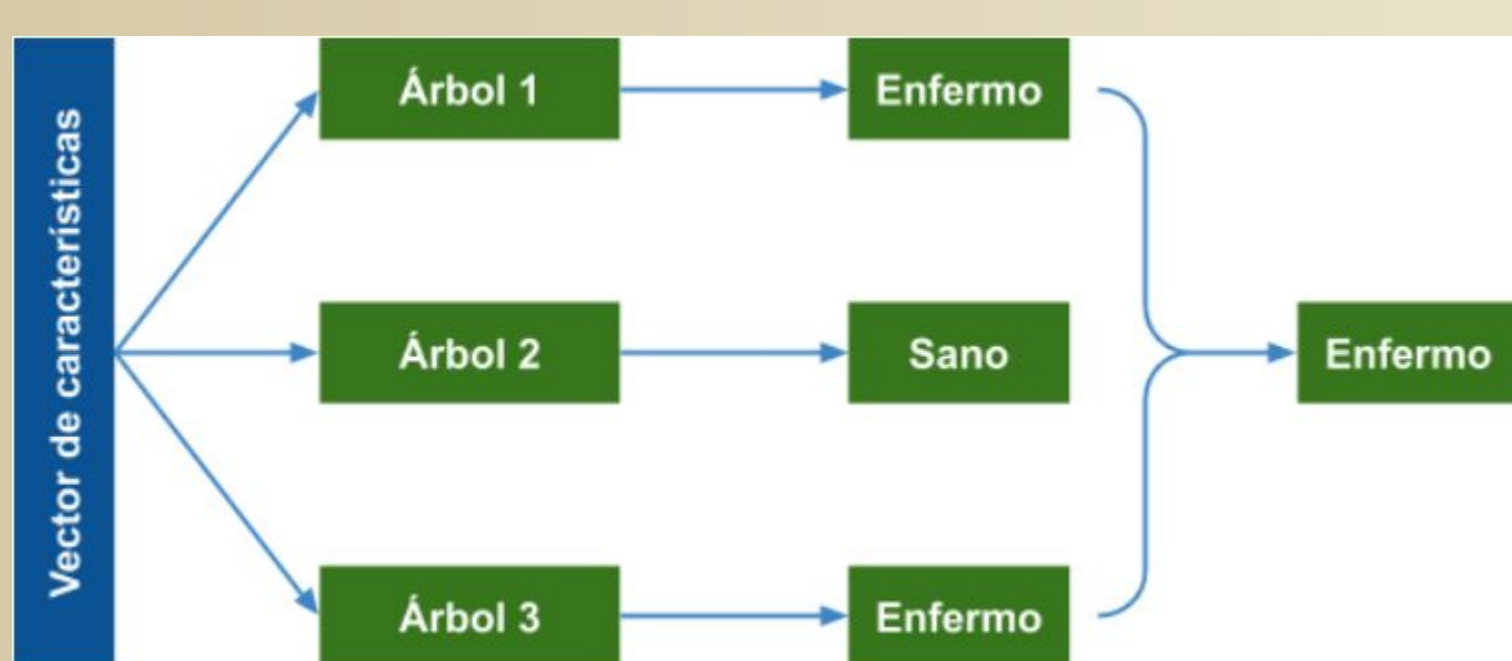 Vector de características
Árbol 1
Enfermo
Árbol 2
Sano
Enfermo
Árbol 3
Enfermo